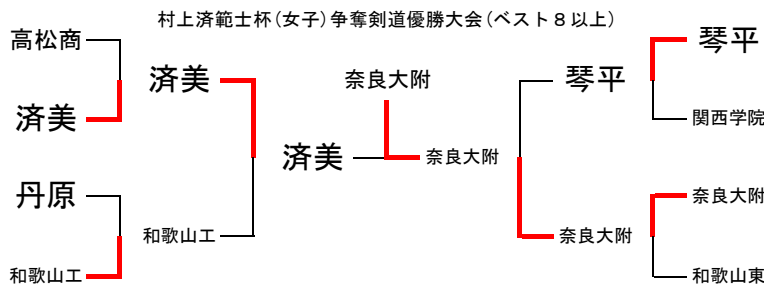 村上済範士杯(女子)争奪剣道優勝大会(ベスト8以上)
高松商
済美
丹原
和歌山工
済美
和歌山工
済美
奈良大附
奈良大附
琴平
奈良大附
琴平
関西学院
奈良大附
和歌山東